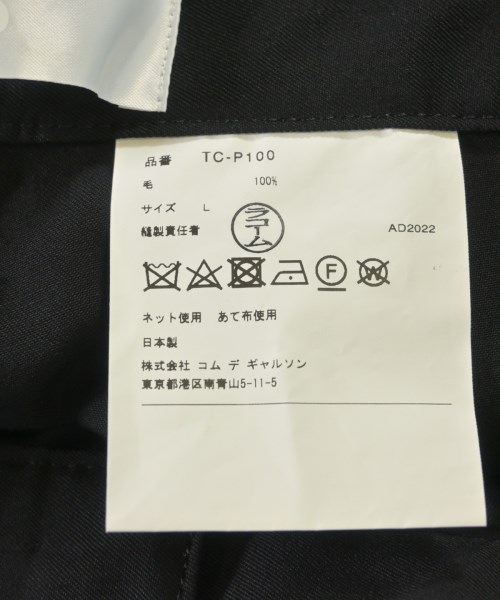 品番 TC-P100
毛 100%
サイズ L
縫製責任者 ラコーム AD2022
F W
ネット使用 あて布使用
日本製
株式会社 コム デ ギャルソン
東京都港区南青山5-11-5